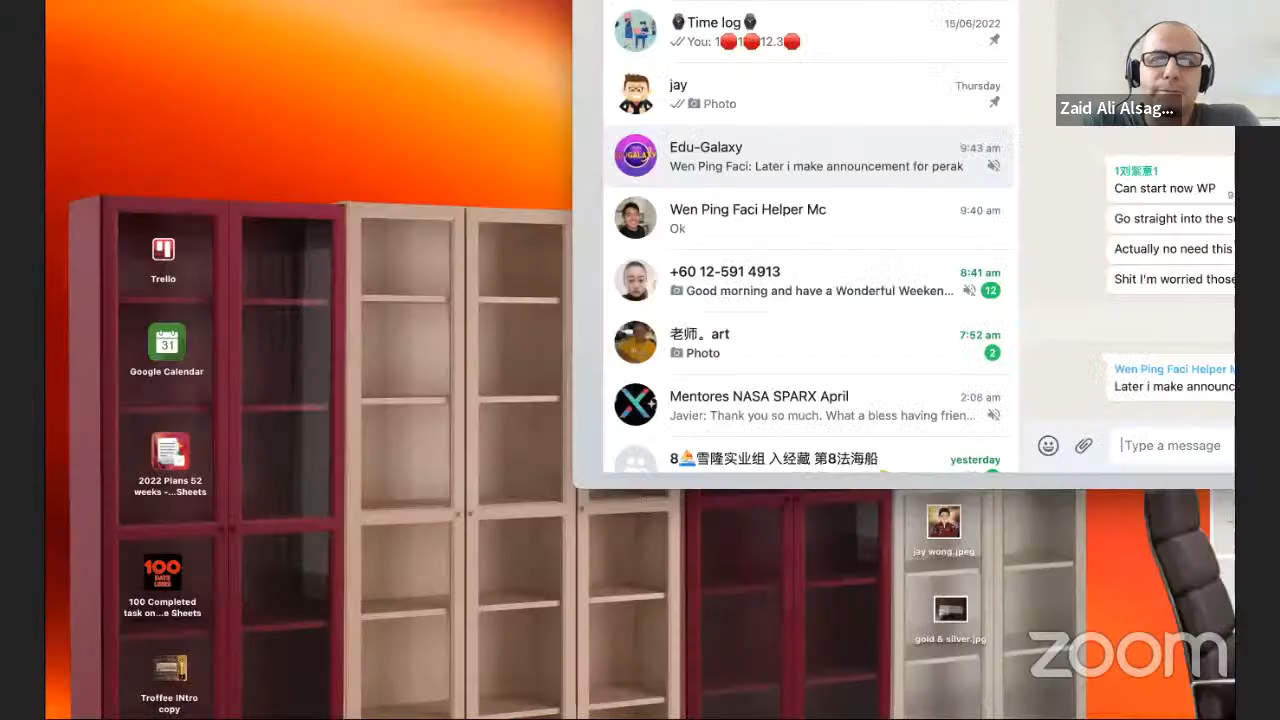 Time log
15/06/2022
You: 1🔴1🔴12.3🔴
jay
Thursday
Photo
Edu-Galaxy
9:43 am
Wen Ping Faci: Later i make announcement for perak
Wen Ping Faci Helper Mc
9:40 am
Ok
+60 12-591 4913
8:41 am
Good morning and have a Wonderful Weeken...
12
老师。art
7:52 am
Photo
2
Mentores NASA SPARX April
2:08 am
Javier: Thank you so much. What a bless having frien...
8⛵雪隆实业组 入经藏 第8法海船
yesterday
Zaid Ali Alsag...
1刘紫薏1
Can start now WP
Go straight into the s
Actually no need this
Shit I'm worried those
Wen Ping Faci Helper M
Later i make announc
Type a message
Trello
31
Google Calendar
2022 Plans 52
weeks -...Sheets
100
DAYS
100 Completed
task on...e Sheets
Troffee INtro
copy
jay wong.jpeg
gold & silver.jpg
zoom